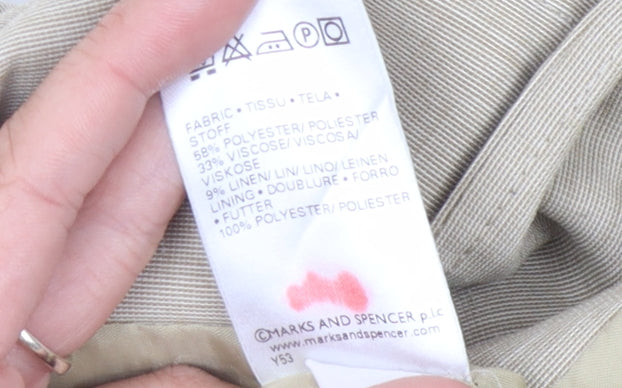 P
FABRIC • TISSU • TELA •
STOFF
58% POLYESTER/ POLIESTER
33% VISCOSE/ VISCOSA/
VISKOSE
9% LINEN/ LIN/ LINO/ LEINEN
LINING • DOUBLURE • FORRO
• FUTTER
100% POLYESTER/ POLIESTER
©MARKS AND SPENCER p.l.c
www.marksandspencer.com
Y53